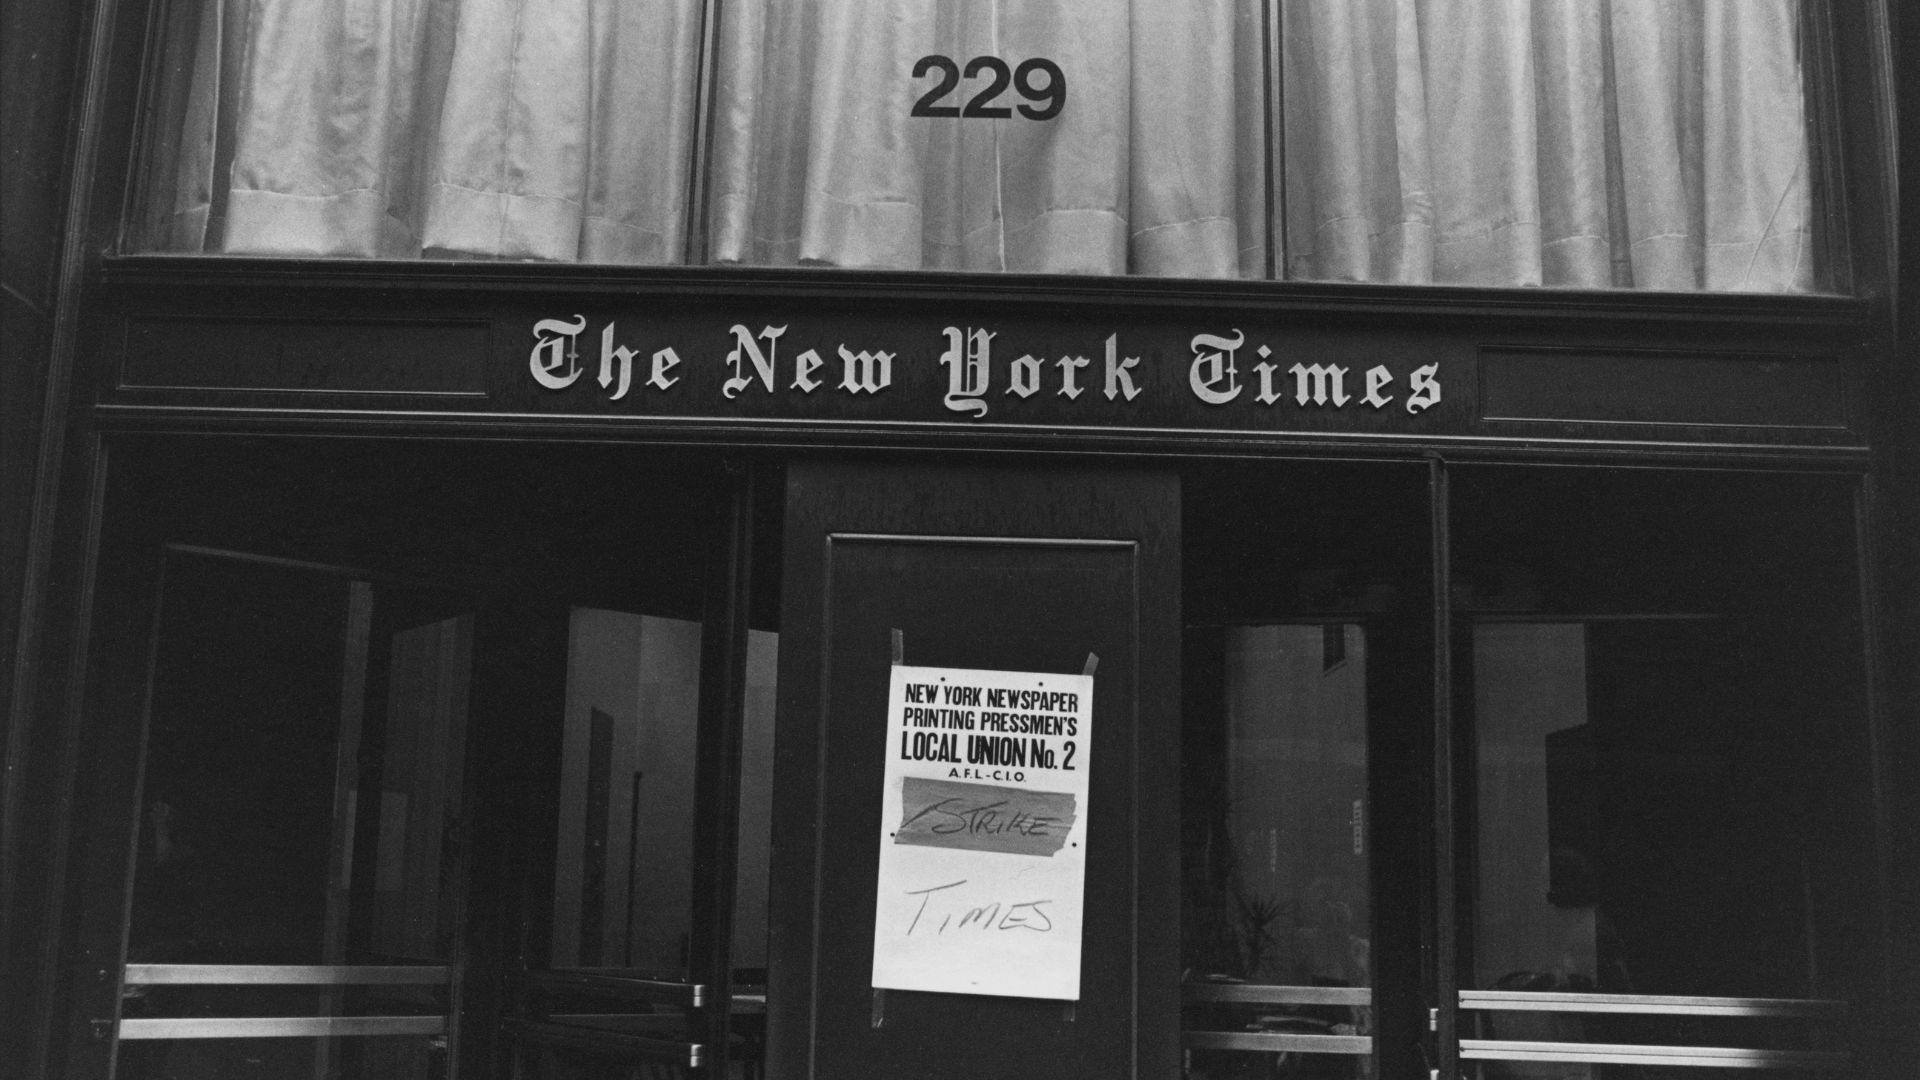 229
The New York Times
NEW YORK NEWSPAPER
PRINTING PRESSMEN'S
LOCAL UNION No. 2
A.F.L.-C.I.O.
STRIKE
TIMES